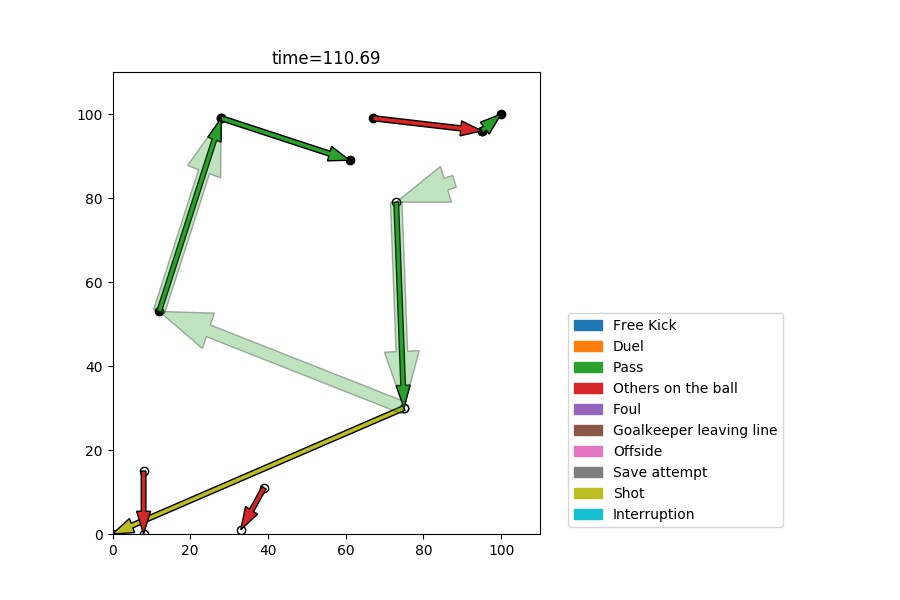 time=110.69
100
80
60
40
20
0
0 20 40 60 80 100
Free Kick
Duel
Pass
Others on the ball
Foul
Goalkeeper leaving line
Offside
Save attempt
Shot
Interruption